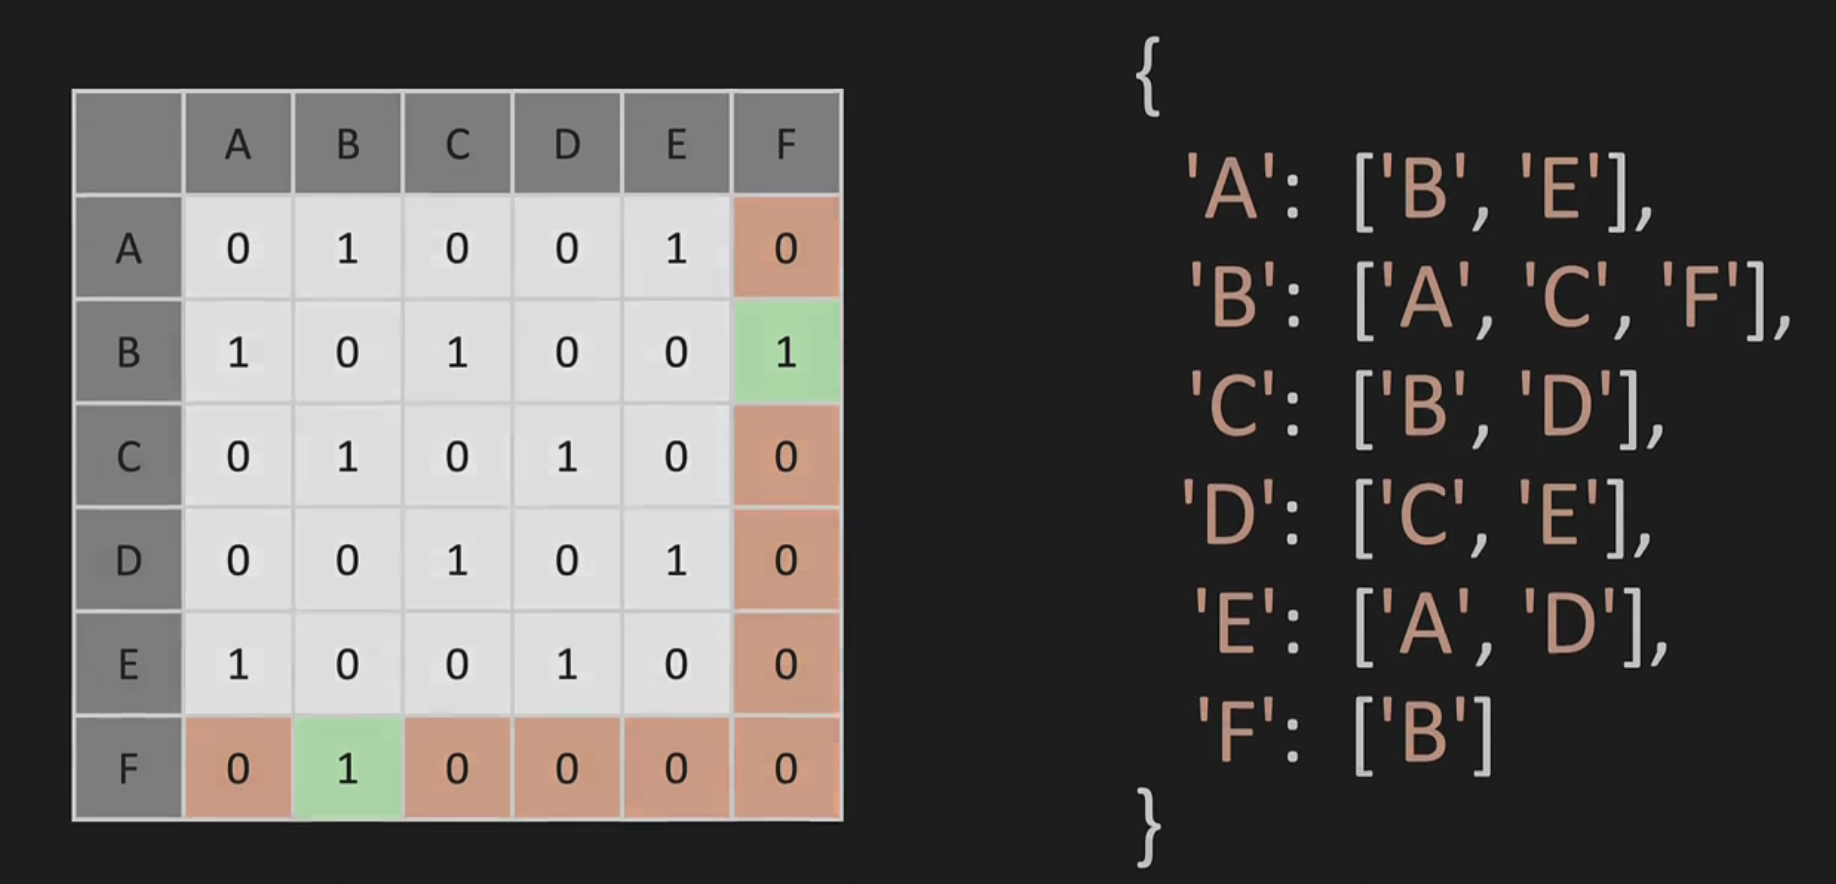 A B C D E F
A 0 1 0 0 1 0
B 1 0 1 0 0 1
C 0 1 0 1 0 0
D 0 0 1 0 1 0
E 1 0 0 1 0 0
F 0 1 0 0 0 0
{
'A': ['B', 'E'],
'B': ['A', 'C', 'F'],
'C': ['B', 'D'],
'D': ['C', 'E'],
'E': ['A', 'D'],
'F': ['B']
}